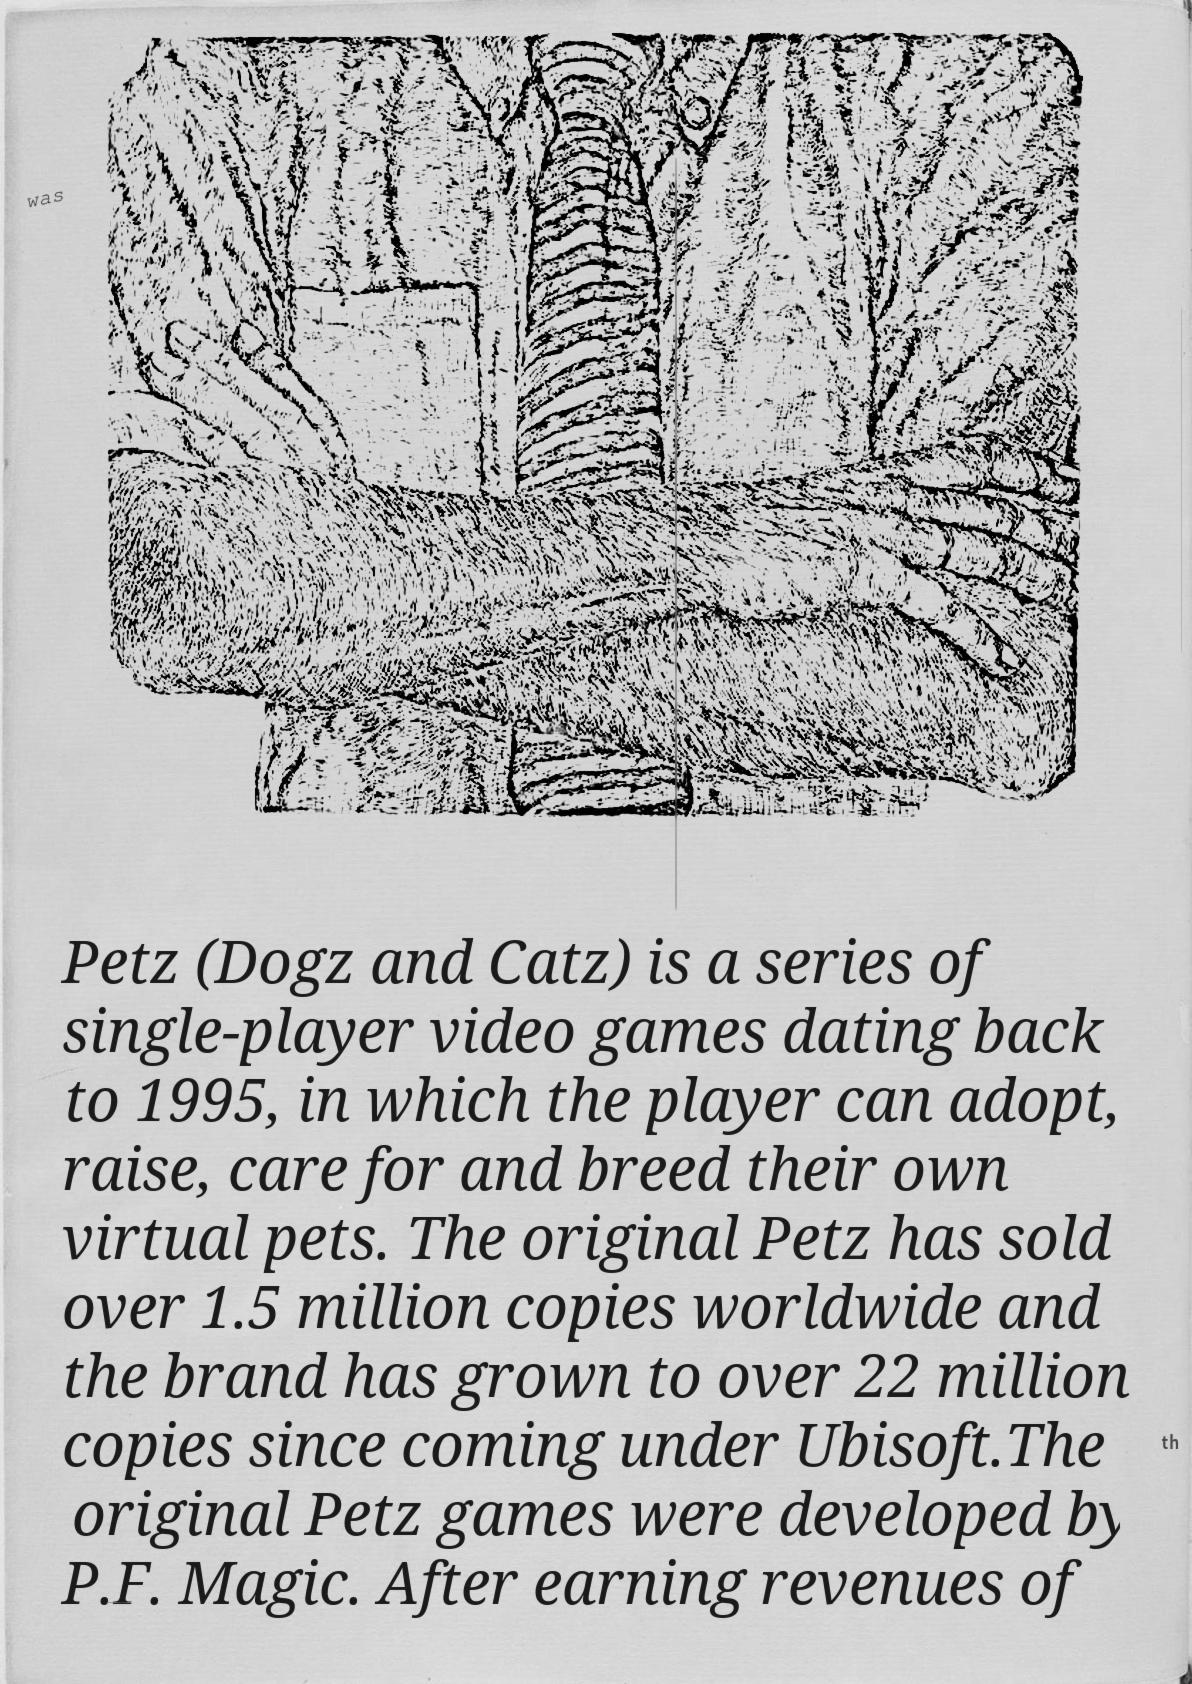 was
Petz (Dogz and Catz) is a series of
single-player video games dating back
to 1995, in which the player can adopt,
raise, care for and breed their own
virtual pets. The original Petz has sold
over 1.5 million copies worldwide and
the brand has grown to over 22 million
copies since coming under Ubisoft.The
th
original Petz games were developed by
P.F. Magic. After earning revenues of